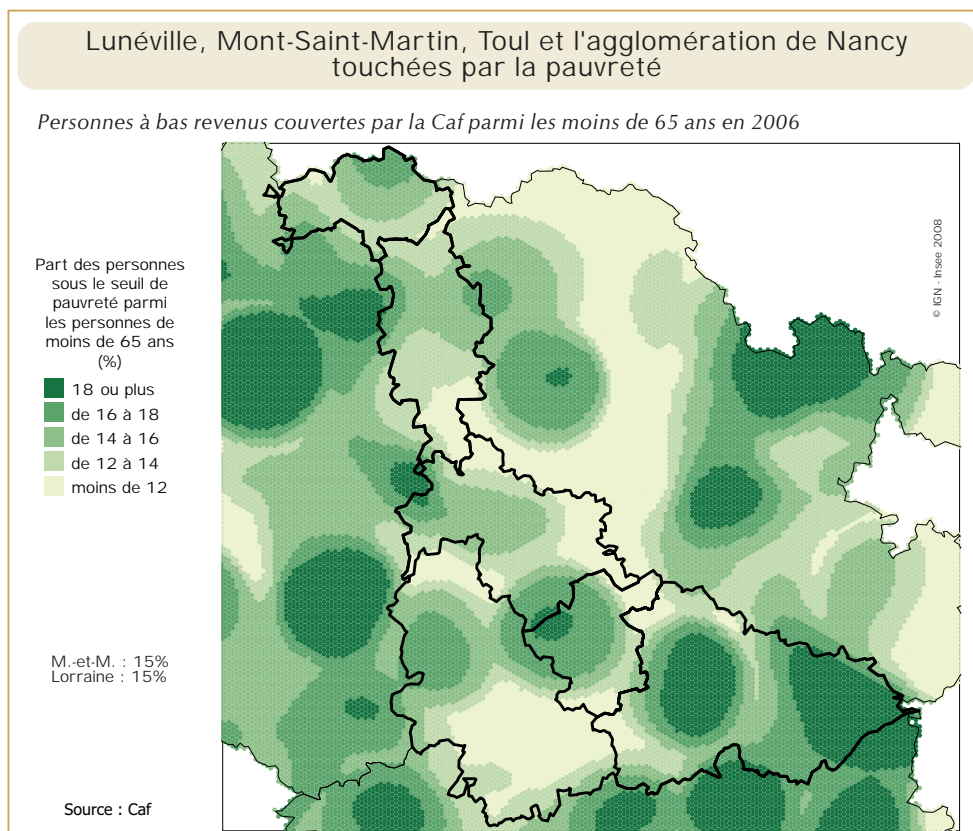 Lunéville, Mont-Saint-Martin, Toul et l'agglomération de Nancy
touchées par la pauvreté
Personnes à bas revenus couvertes par la Caf parmi les moins de 65 ans en 2006
© IGN - Insee 2008
Part des personnes
sous le seuil de
pauvreté parmi
les personnes de
moins de 65 ans
(%)
18 ou plus
de 16 à 18
de 14 à 16
de 12 à 14
moins de 12
M.-et-M. : 15%
Lorraine : 15%
Source : Caf